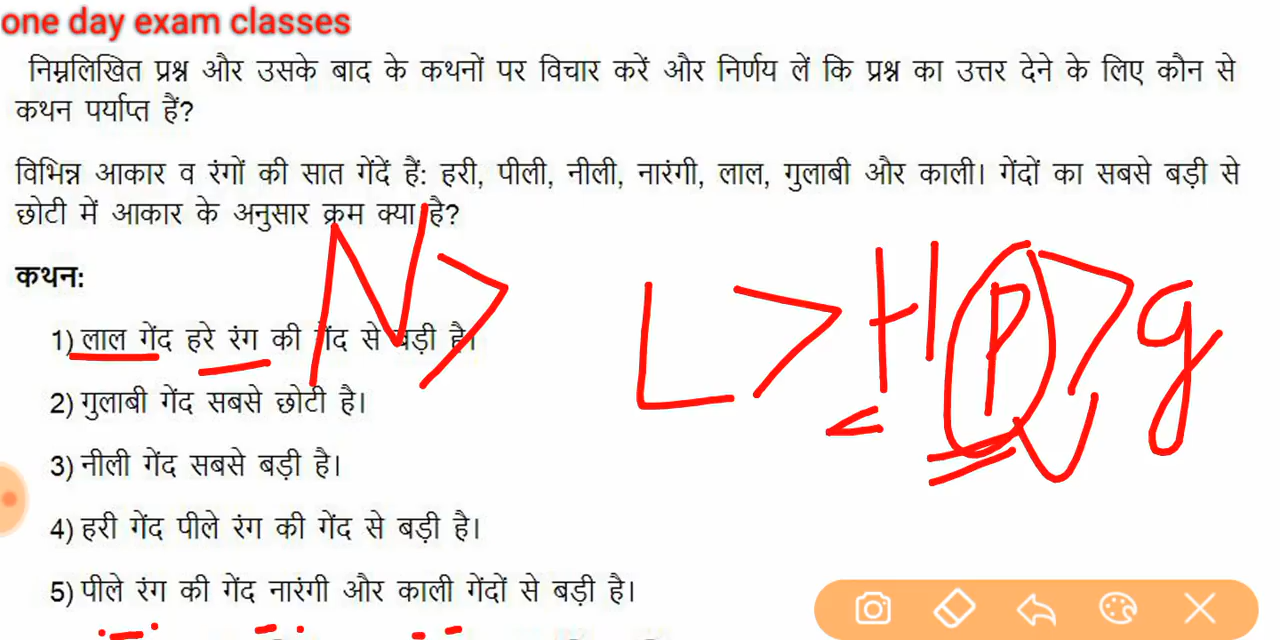 one day exam classes
निम्नलिखित प्रश्न और उसके बाद के कथनों पर विचार करें और निर्णय लें कि प्रश्न का उत्तर देने के लिए कौन से
कथन पर्याप्त हैं?
विभिन्न आकार व रंगों की सात गेंदें हैं: हरी, पीली, नीली, नारंगी, लाल, गुलाबी और काली। गेंदों का सबसे बड़ी से
छोटी में आकार के अनुसार क्रम क्या है?
कथन:
N > L > H P > g
1) लाल गेंद हरे रंग की गेंद से बड़ी है।
2) गुलाबी गेंद सबसे छोटी है।
3) नीली गेंद सबसे बड़ी है।
4) हरी गेंद पीले रंग की गेंद से बड़ी है।
5) पीले रंग की गेंद नारंगी और काली गेंदों से बड़ी है।